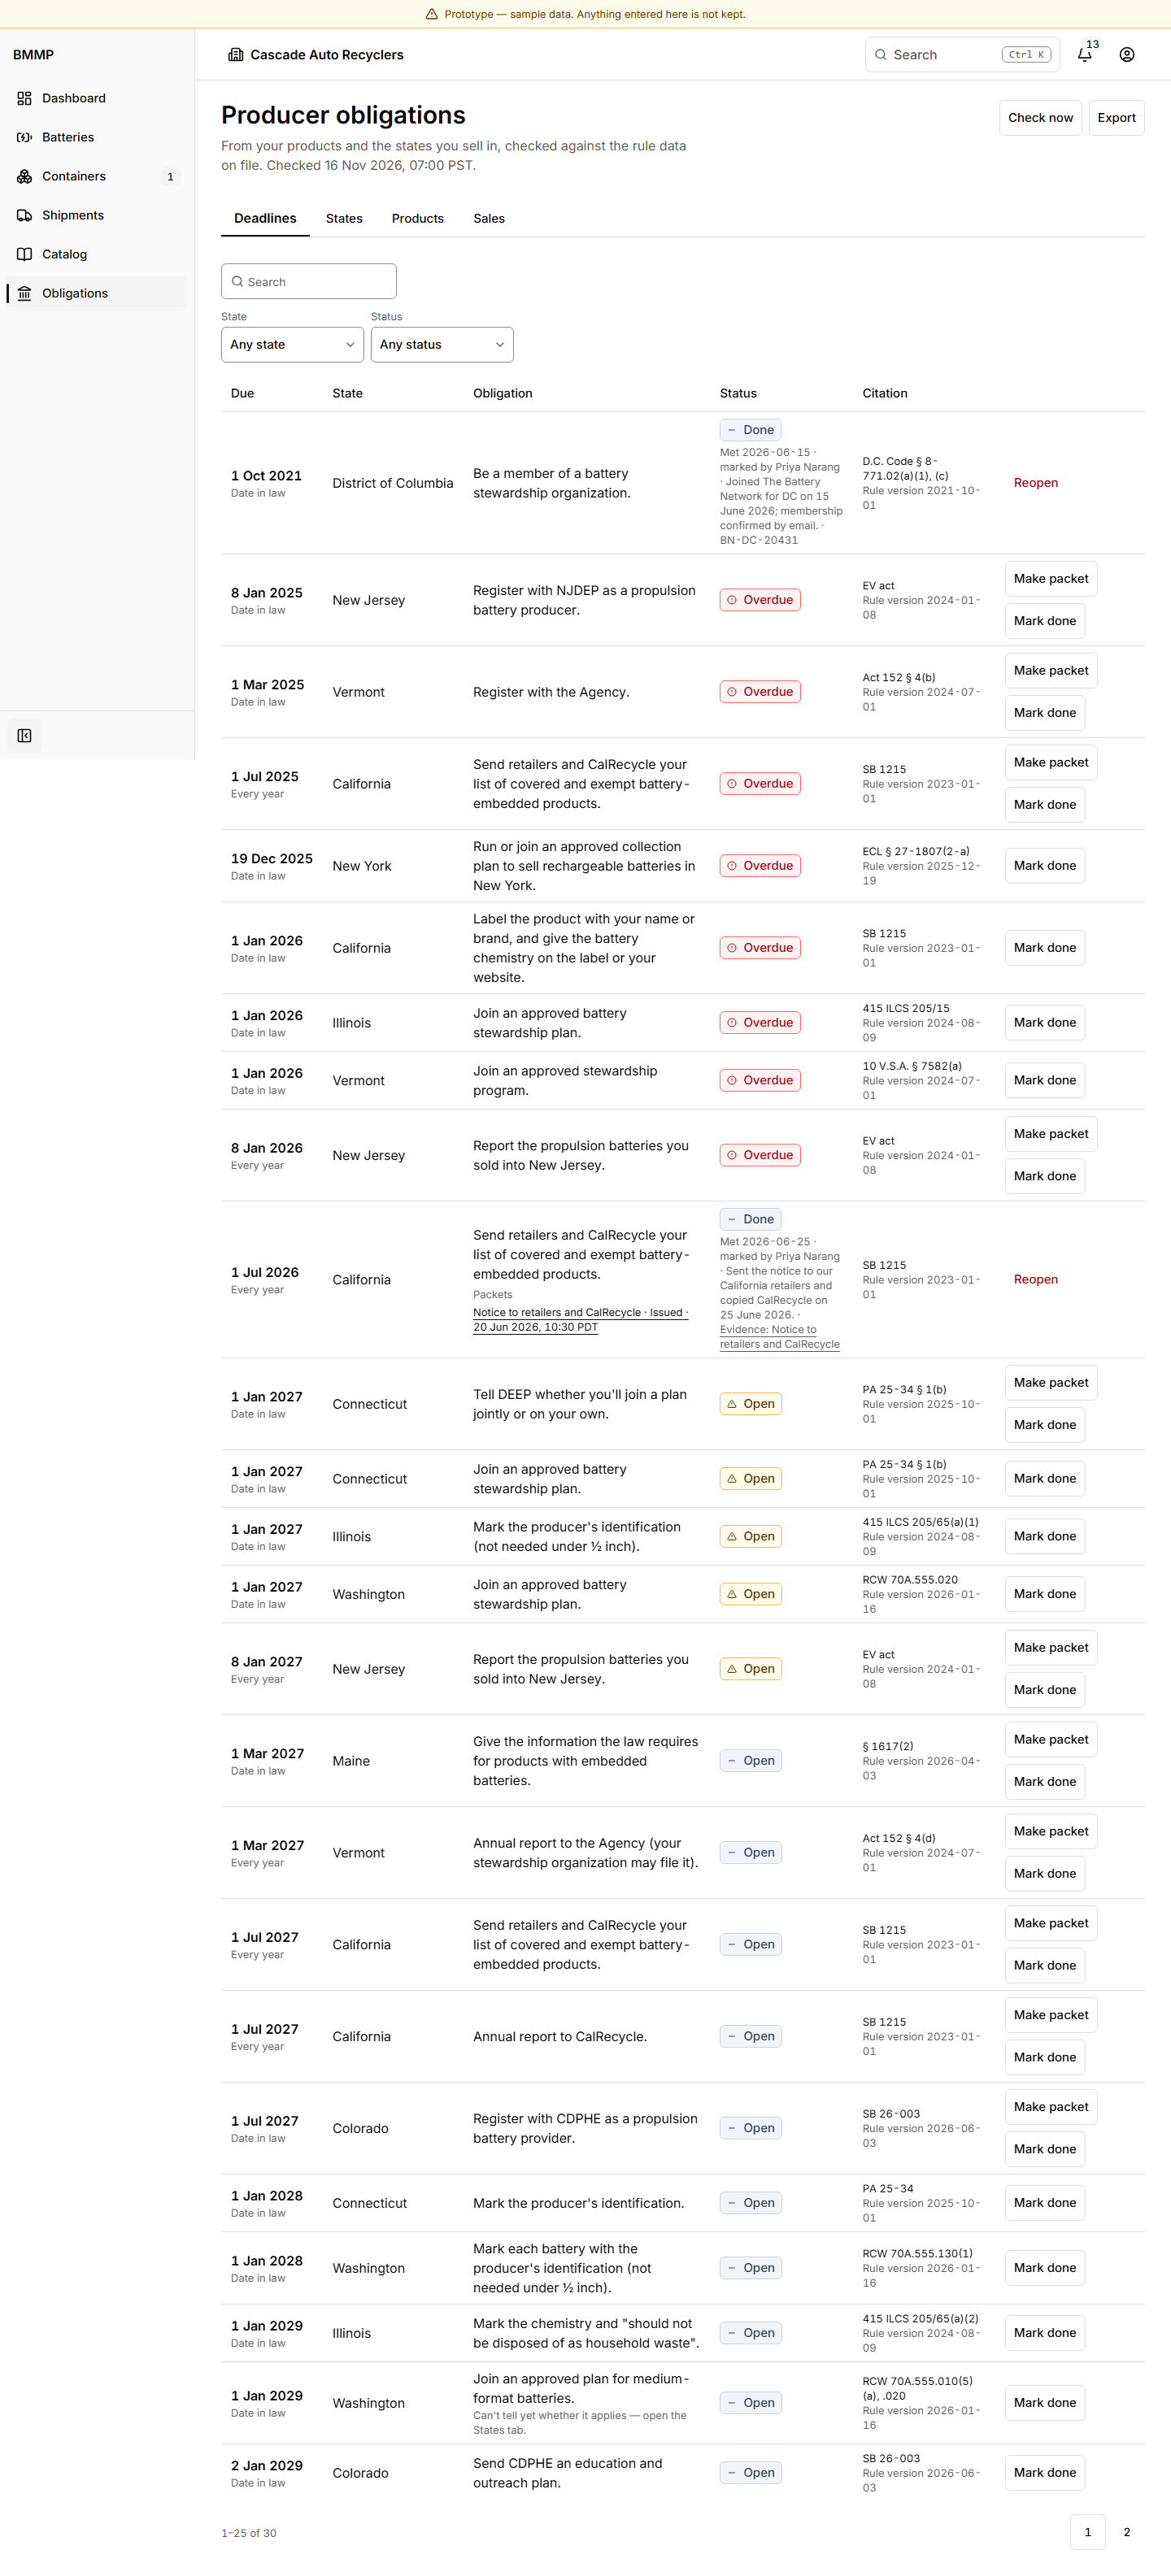 Prototype — sample data. Anything entered here is not kept.
BMMP
Cascade Auto Recyclers
Search
Ctrl K
13
Dashboard
Batteries
Containers
1
Shipments
Catalog
Obligations
Producer obligations
From your products and the states you sell in, checked against the rule data
on file. Checked 16 Nov 2026, 07:00 PST.
Check now
Export
Deadlines
States
Products
Sales
Search
State
Status
Any state
Any status
Due
State
Obligation
Status
Citation
1 Oct 2021
Date in law
District of Columbia
Be a member of a battery
stewardship organization.
Done
Met 2026-06-15 ·
marked by Priya Narang
· Joined The Battery
Network for DC on 15
June 2026; membership
confirmed by email. ·
BN-DC-20431
D.C. Code § 8-
771.02(a)(1), (c)
Rule version 2021-10-
01
Reopen
8 Jan 2025
Date in law
New Jersey
Register with NJDEP as a propulsion
battery producer.
Overdue
EV act
Rule version 2024-01-
08
Make packet
Mark done
1 Mar 2025
Date in law
Vermont
Register with the Agency.
Overdue
Act 152 § 4(b)
Rule version 2024-07-
01
Make packet
Mark done
1 Jul 2025
Every year
California
Send retailers and CalRecycle your
list of covered and exempt battery-
embedded products.
Overdue
SB 1215
Rule version 2023-01-
01
Make packet
Mark done
19 Dec 2025
Date in law
New York
Run or join an approved collection
plan to sell rechargeable batteries in
New York.
Overdue
ECL § 27-1807(2-a)
Rule version 2025-12-
19
Mark done
1 Jan 2026
Date in law
California
Label the product with your name or
brand, and give the battery
chemistry on the label or your
website.
Overdue
SB 1215
Rule version 2023-01-
01
Mark done
1 Jan 2026
Date in law
Illinois
Join an approved battery
stewardship plan.
Overdue
415 ILCS 205/15
Rule version 2024-08-
09
Mark done
1 Jan 2026
Date in law
Vermont
Join an approved stewardship
program.
Overdue
10 V.S.A. § 7582(a)
Rule version 2024-07-
01
Mark done
8 Jan 2026
Every year
New Jersey
Report the propulsion batteries you
sold into New Jersey.
Overdue
EV act
Rule version 2024-01-
08
Make packet
Mark done
1 Jul 2026
Every year
California
Send retailers and CalRecycle your
list of covered and exempt battery-
embedded products.
Packets
Notice to retailers and CalRecycle · Issued ·
20 Jun 2026, 10:30 PDT
Done
Met 2026-06-25 ·
marked by Priya Narang
· Sent the notice to our
California retailers and
copied CalRecycle on
25 June 2026. ·
Evidence: Notice to
retailers and CalRecycle
SB 1215
Rule version 2023-01-
01
Reopen
1 Jan 2027
Date in law
Connecticut
Tell DEEP whether you'll join a plan
jointly or on your own.
Open
PA 25-34 § 1(b)
Rule version 2025-10-
01
Make packet
Mark done
1 Jan 2027
Date in law
Connecticut
Join an approved battery
stewardship plan.
Open
PA 25-34 § 1(b)
Rule version 2025-10-
01
Mark done
1 Jan 2027
Date in law
Illinois
Mark the producer's identification
(not needed under ½ inch).
Open
415 ILCS 205/65(a)(1)
Rule version 2024-08-
09
Mark done
1 Jan 2027
Date in law
Washington
Join an approved battery
stewardship plan.
Open
RCW 70A.555.020
Rule version 2026-01-
16
Mark done
8 Jan 2027
Every year
New Jersey
Report the propulsion batteries you
sold into New Jersey.
Open
EV act
Rule version 2024-01-
08
Make packet
Mark done
1 Mar 2027
Date in law
Maine
Give the information the law requires
for products with embedded
batteries.
Open
§ 1617(2)
Rule version 2026-04-
03
Make packet
Mark done
1 Mar 2027
Every year
Vermont
Annual report to the Agency (your
stewardship organization may file it).
Open
Act 152 § 4(d)
Rule version 2024-07-
01
Make packet
Mark done
1 Jul 2027
Every year
California
Send retailers and CalRecycle your
list of covered and exempt battery-
embedded products.
Open
SB 1215
Rule version 2023-01-
01
Make packet
Mark done
1 Jul 2027
Every year
California
Annual report to CalRecycle.
Open
SB 1215
Rule version 2023-01-
01
Make packet
Mark done
1 Jul 2027
Date in law
Colorado
Register with CDPHE as a propulsion
battery provider.
Open
SB 26-003
Rule version 2026-06-
03
Make packet
Mark done
1 Jan 2028
Date in law
Connecticut
Mark the producer's identification.
Open
PA 25-34
Rule version 2025-10-
01
Mark done
1 Jan 2028
Date in law
Washington
Mark each battery with the
producer's identification (not
needed under ½ inch).
Open
RCW 70A.555.130(1)
Rule version 2026-01-
16
Mark done
1 Jan 2029
Date in law
Illinois
Mark the chemistry and "should not
be disposed of as household waste".
Open
415 ILCS 205/65(a)(2)
Rule version 2024-08-
09
Mark done
1 Jan 2029
Date in law
Washington
Join an approved plan for medium-
format batteries.
Can't tell yet whether it applies — open the
States tab.
Open
RCW 70A.555.010(5)
(a), .020
Rule version 2026-01-
16
Mark done
2 Jan 2029
Date in law
Colorado
Send CDPHE an education and
outreach plan.
Open
SB 26-003
Rule version 2026-06-
03
Mark done
1–25 of 30
1
2